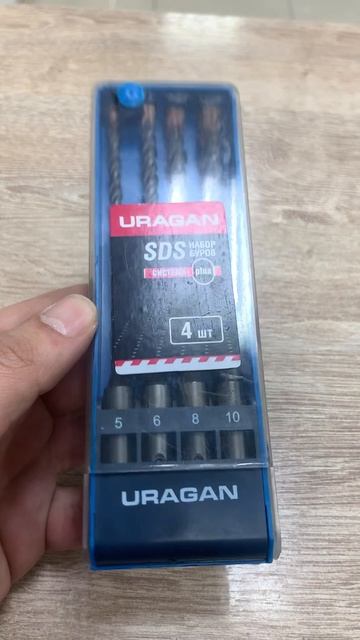 URAGAN
SDS НАБОР БУРОВ
СИСТЕМА plus
4 шт
5 6 8 10
URAGAN